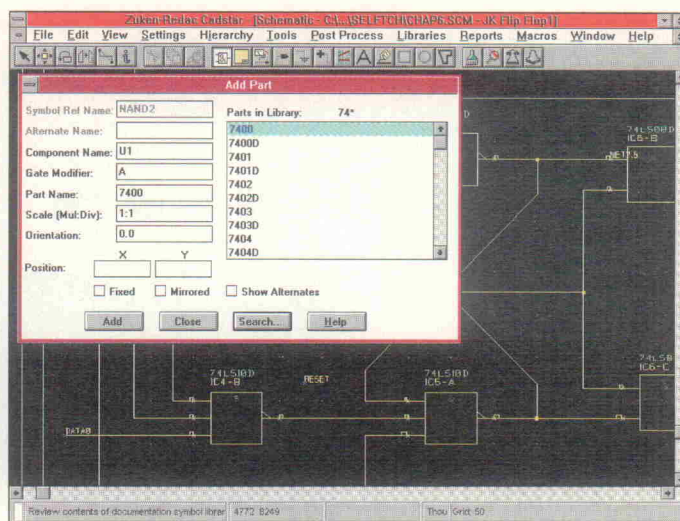 Zuken-Redac Cadstar - [Schematic - C:\...\SELFTCH\CHAP6.SCM - JK Flip Flop1]
File Edit View Settings Hierarchy Tools Post Process Libraries Reports Macros Window Help
Add Part
Symbol Ref Name: NAND2
Alternate Name:
Component Name: U1
Gate Modifier: A
Part Name: 7400
Scale (Mul:Div): 1:1
Orientation: 0.0
X Y
Position:
Parts in Library: 74*
7400
7400D
7401
7401D
7402
7402D
7403
7403D
7404
7404D
Fixed Mirrored Show Alternates
Add Close Search... Help
74LS00D
IC6-B
74LS10D
IC4-B
RESET
74LS10D
IC5-A
IC6-C
DATAB
Review contents of documentation symbol librar 4772 8249 Thou Grid: 50